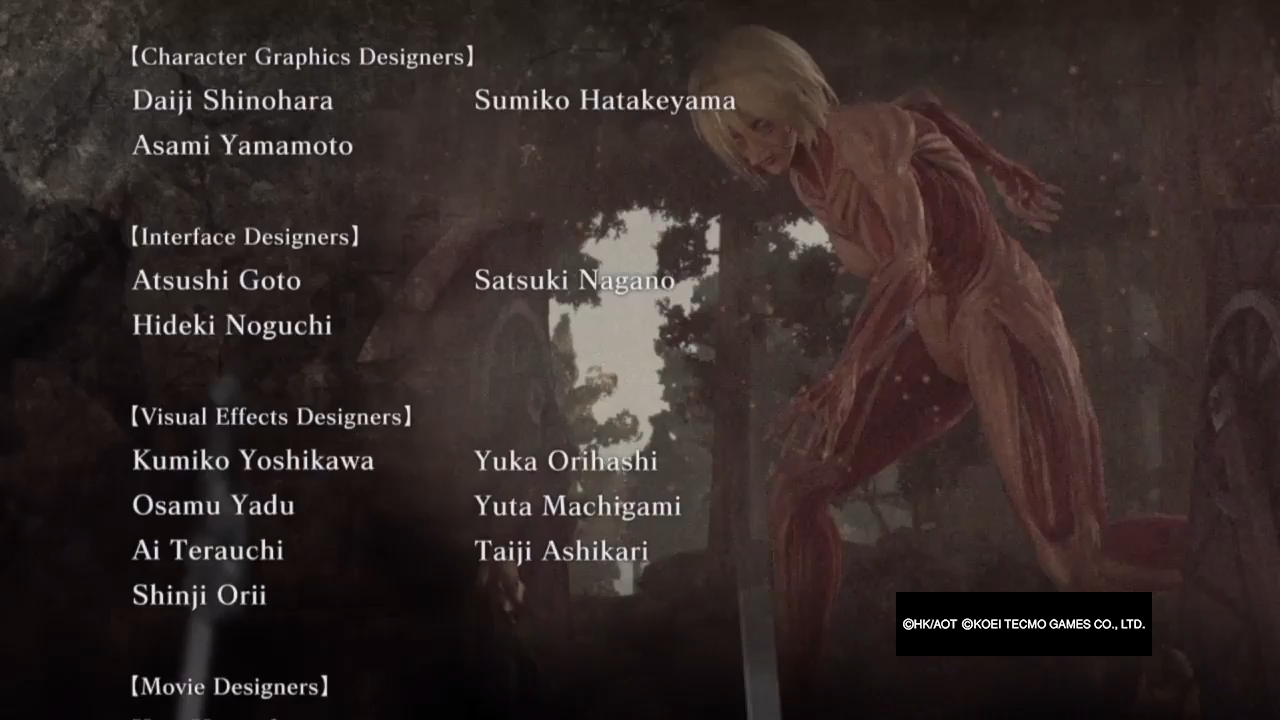 【Character Graphics Designers】
Daiji Shinohara Sumiko Hatakeyama
Asami Yamamoto
【Interface Designers】
Atsushi Goto Satsuki Nagano
Hideki Noguchi
【Visual Effects Designers】
Kumiko Yoshikawa Yuka Orihashi
Osamu Yadu Yuta Machigami
Ai Terauchi Taiji Ashikari
Shinji Orii
©HK/AOT ©KOEI TECMO GAMES CO., LTD.
【Movie Designers】